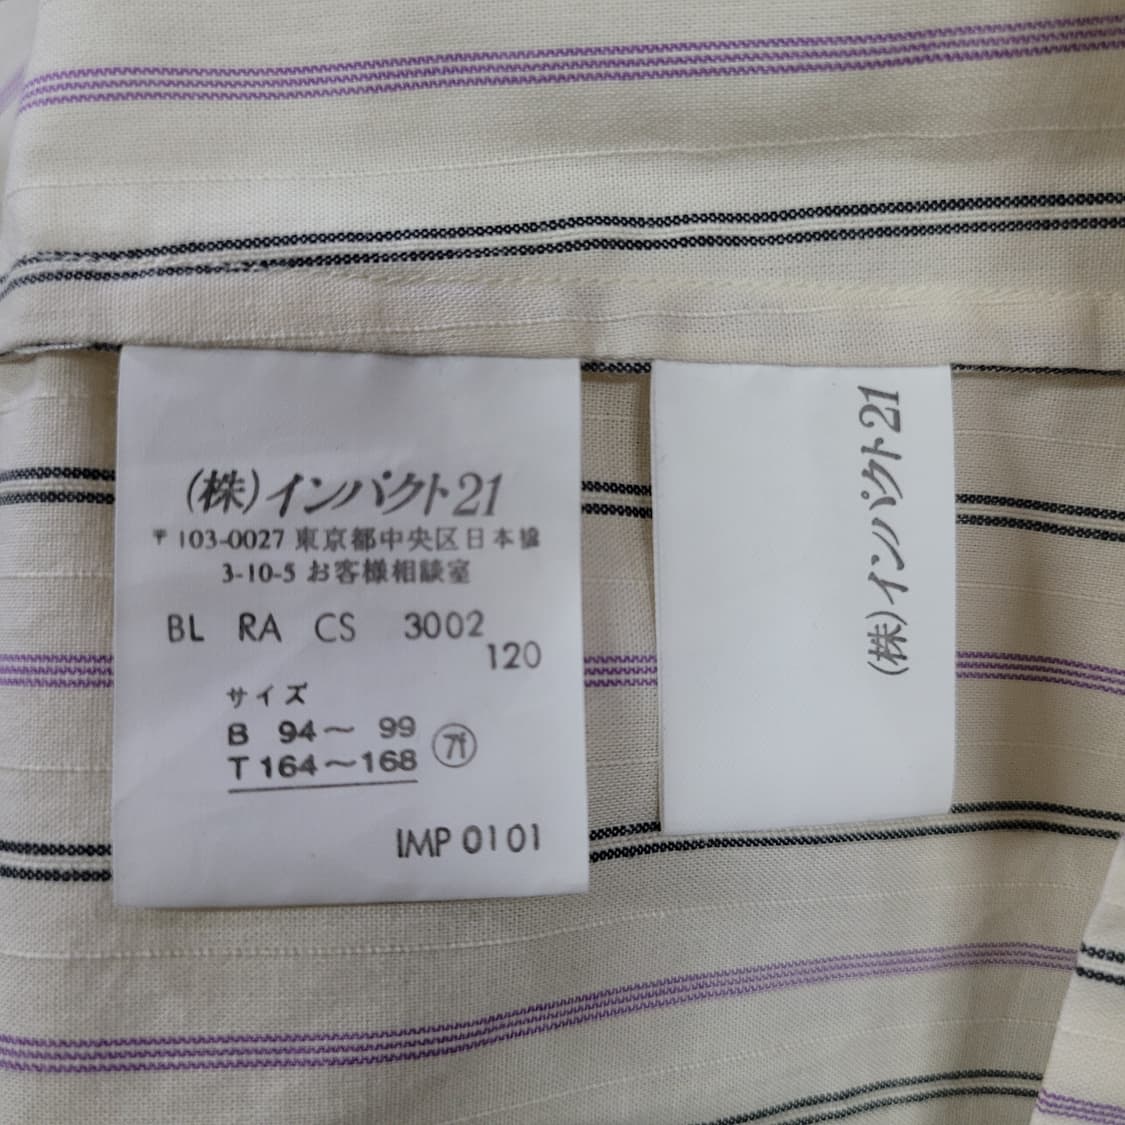 (株)インパクト21
〒103-0027 東京都中央区日本橋
3-10-5 お客様相談室
BL RA CS 3002
120
サイズ
B 94〜 99
T 164〜168
IMP 0101
(株)インパクト21